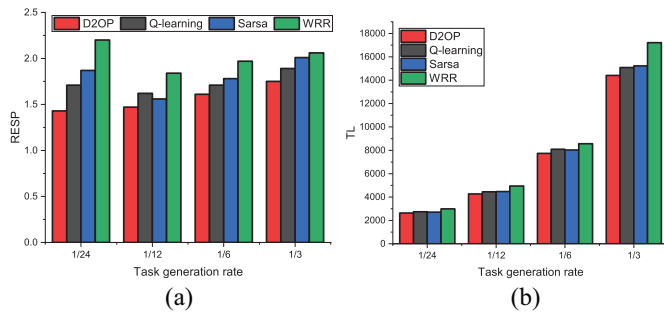 D2OP Q-learning Sarsa WRR
2.5
2.0
1.5
1.0
0.5
0.0
RESP
1/24 1/12 1/6 1/3
Task generation rate
(a)
D2OP
Q-learning
Sarsa
WRR
18000
16000
14000
12000
10000
8000
6000
4000
2000
0
TL
1/24 1/12 1/6 1/3
Task generation rate
(b)